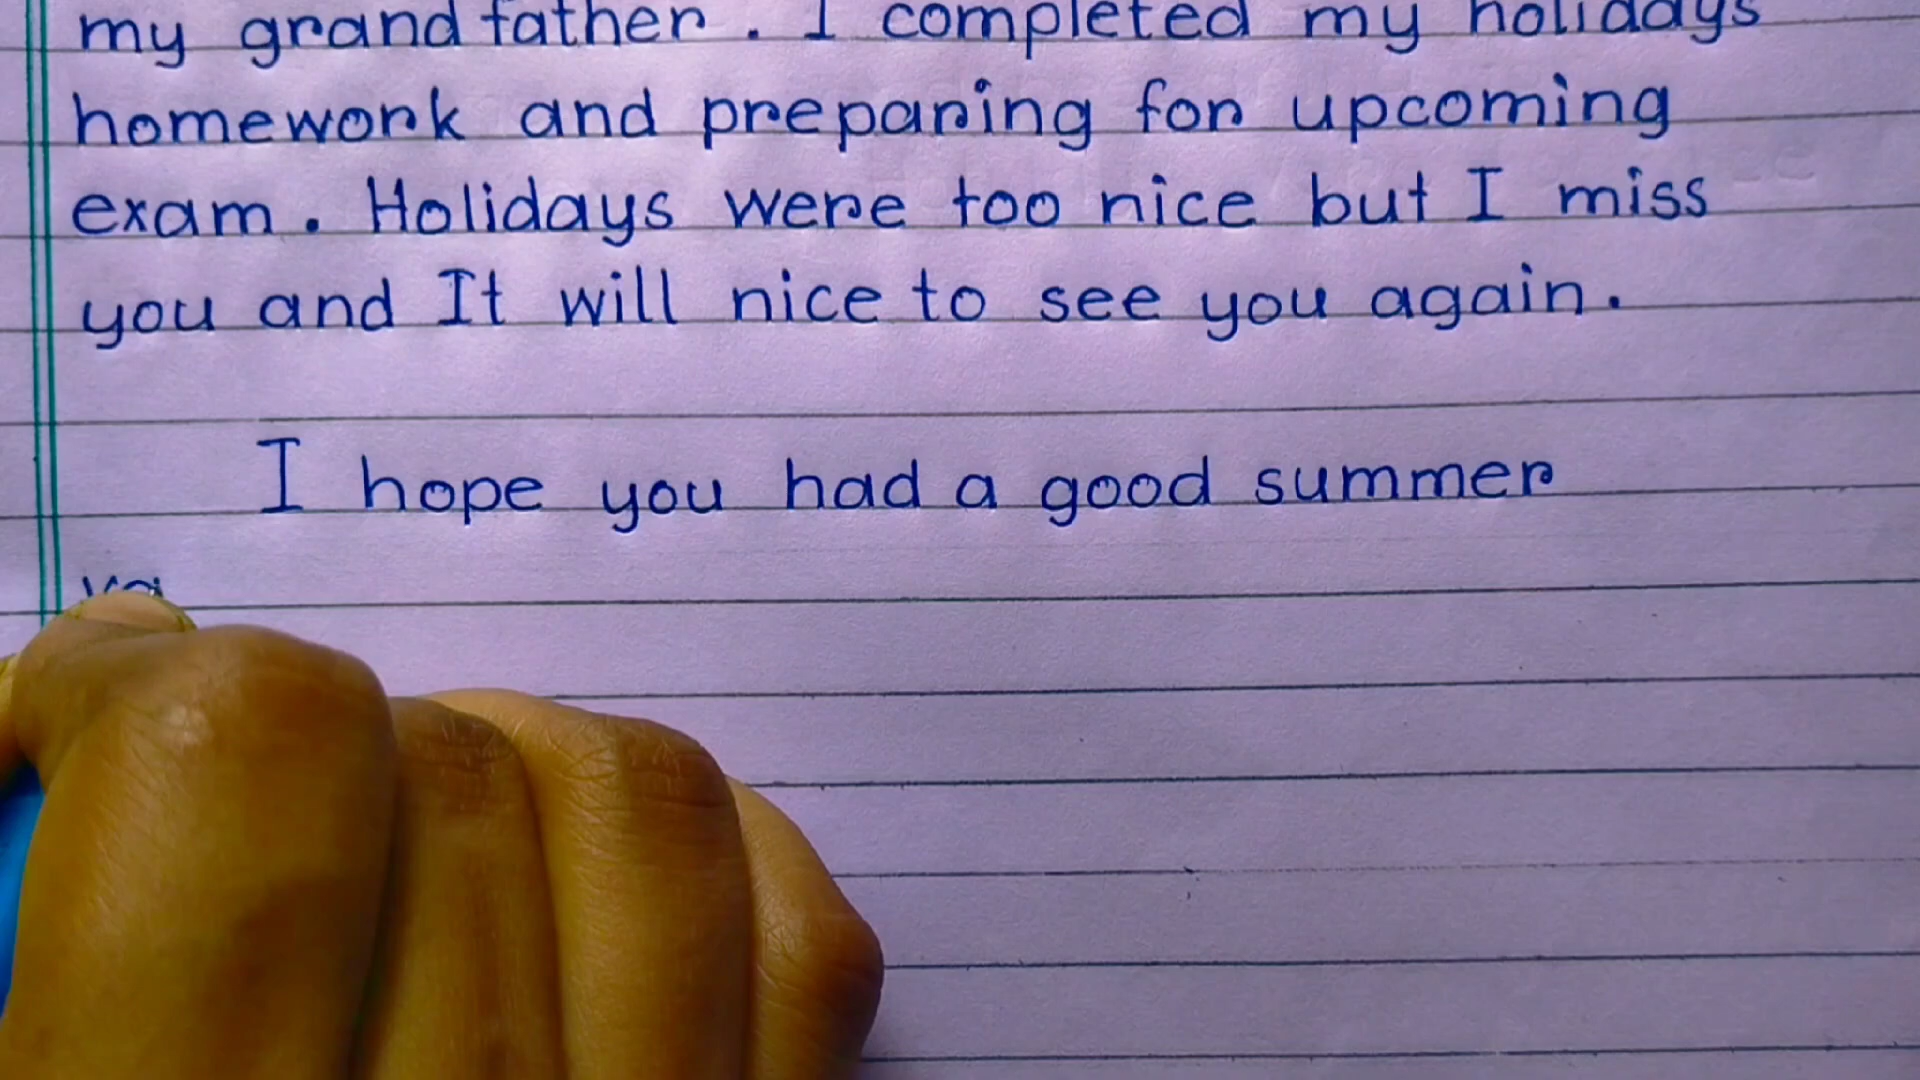 my grand father. I completed my holidays
homework and preparing for upcoming
exam. Holidays were too nice but I miss
you and It will nice to see you again.
I hope you had a good summer